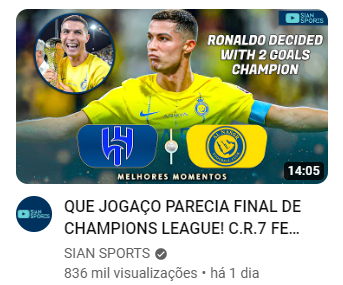 SIAN
SPORTS
RONALDO DECIDED
WITH 2 GOALS
CHAMPION
AL NASSR
MELHORES MOMENTOS
14:05
SIAN
SPORTS
QUE JOGAÇO PARECIA FINAL DE
CHAMPIONS LEAGUE! C.R.7 FE...
SIAN SPORTS
836 mil visualizações • há 1 dia